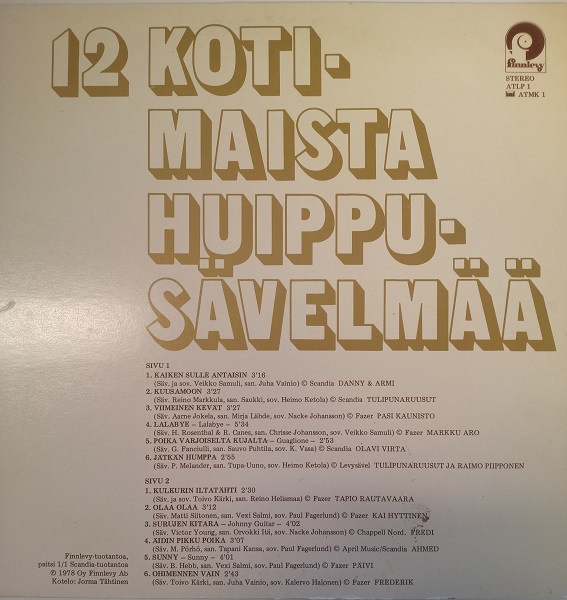 12 KOTI-
MAISTA
HUIPPU-
SÄVELMÄÄ
finnlevy
STEREO
ATLP 1
ATMK 1
SIVU 1
1. KAIKEN SULLE ANTAISIN 3'16
(Säv. ja sov. Veikko Samuli, san. Juha Vainio) © Scandia DANNY & ARMI
2. KUUSAMOON 3'27
(Säv. Reino Markkula, san. Saukki, sov. Heimo Ketola) © Scandia TULIPUNARUUSUT
3. VIIMEINEN KEVÄT 3'27
(Säv. Aarne Jokela, san. Mirja Lähde, sov. Nacke Johansson) © Fazer PASI KAUNISTO
4. LALABYE – Lalabye – 5'34
(Säv. H. Rosenthal & R. Canes, san. Chrisse Johansson, sov. Veikko Samuli) © Fazer MARKKU ARO
5. POIKA VARJOISELTA KUJALTA – Guaglione – 2'53
(Säv. G. Fanciulli, san. Sauvo Puhtila, sov. K. Vasa) © Scandia OLAVI VIRTA
6. JÄTKÄN HUMPPA 2'55
(Säv. P. Melander, san. Tupu-Uuno, sov. Heimo Ketola) © Levysävel TULIPUNARUUSUT JA RAIMO PIIPPONEN
SIVU 2
1. KULKURIN ILTATÄHTI 2'30
(Säv. ja sov. Toivo Kärki, san. Reino Helismaa) © Fazer TAPIO RAUTAVAARA
2. OLAA OLAA 3'12
(Säv. Matti Siitonen, san. Vexi Salmi, sov. Paul Fagerlund) © Fazer KAI HYTTINEN
3. SURUJEN KITARA – Johnny Guitar – 4'02
(Säv. Victor Young, san. Orvokki Itä, sov. Nacke Johansson) © Chappell Nord. FREDI
4. ÄIDIN PIKKU POIKA 3'07
(Säv. M. Pörhö, san. Tapani Kansa, sov. Paul Fagerlund) © April Music/Scandia AHMED
5. SUNNY – Sunny – 4'01
(Säv. B. Hebb, san. Vexi Salmi, sov. Paul Fagerlund) © Fazer PÄIVI
6. OHIMENNEN VAIN 2'43
(Säv. Toivo Kärki, san. Juha Vainio, sov. Kalervo Halonen) © Fazer FREDERIK
Finnlevy-tuotantoa,
paitsi 1/1 Scandia-tuotantoa
℗ 1978 Oy Finnlevy Ab
Kotelo: Jorma Tähtinen